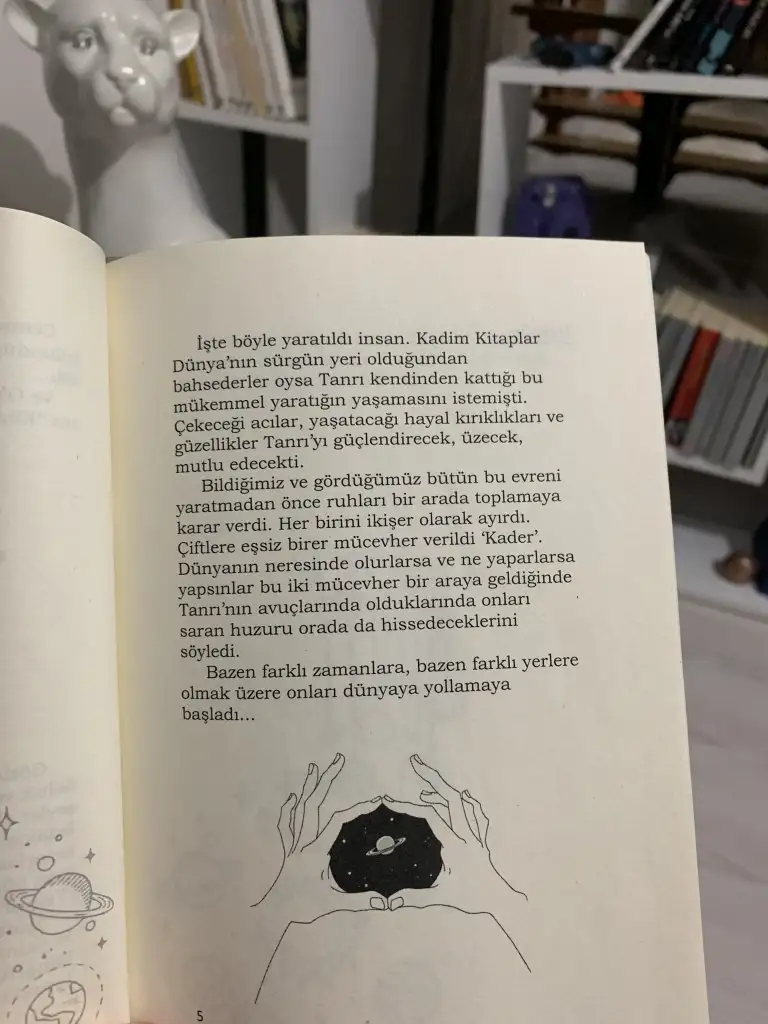 İşte böyle yaratıldı insan. Kadim Kitaplar
Dünya'nın sürgün yeri olduğundan
bahsederler oysa Tanrı kendinden kattığı bu
mükemmel yaratığın yaşamasını istemişti.
Çekeceği acılar, yaşatacağı hayal kırıklıkları ve
güzellikler Tanrı'yı güçlendirecek, üzecek,
mutlu edecekti.
Bildiğimiz ve gördüğümüz bütün bu evreni
yaratmadan önce ruhları bir arada toplamaya
karar verdi. Her birini ikişer olarak ayırdı.
Çiftlere eşsiz birer mücevher verildi 'Kader'.
Dünyanın neresinde olurlarsa ve ne yaparlarsa
yapsınlar bu iki mücevher bir araya geldiğinde
Tanrı'nın avuçlarında olduklarında onları
saran huzuru orada da hissedeceklerini
söyledi.
Bazen farklı zamanlara, bazen farklı yerlere
olmak üzere onları dünyaya yollamaya
başladı...
5